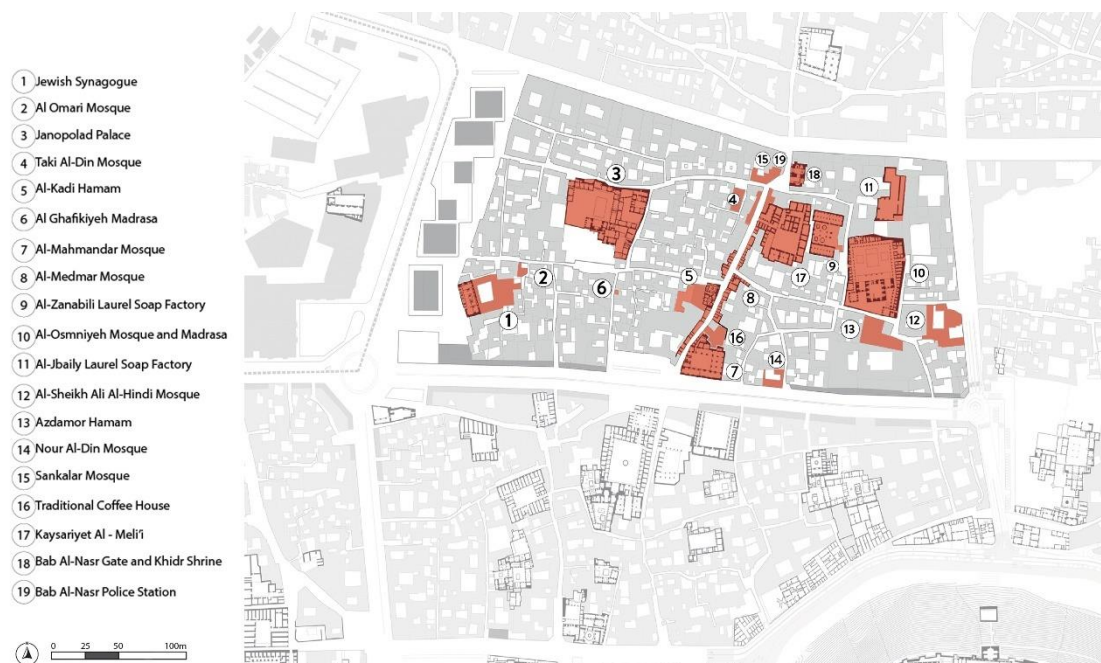 1 Jewish Synagogue
2 Al Omari Mosque
3 Janopolad Palace
4 Taki Al-Din Mosque
5 Al-Kadi Hamam
6 Al Ghafikiyeh Madrasa
7 Al-Mahmandar Mosque
8 Al-Medmar Mosque
9 Al-Zanabili Laurel Soap Factory
10 Al-Osmniyeh Mosque and Madrasa
11 Al-Jbaily Laurel Soap Factory
12 Al-Sheikh Ali Al-Hindi Mosque
13 Azdamor Hamam
14 Nour Al-Din Mosque
15 Sankalar Mosque
16 Traditional Coffee House
17 Kaysariyet Al - Meli'i
18 Bab Al-Nasr Gate and Khidr Shrine
19 Bab Al-Nasr Police Station
0 25 50 100m
15 19
18
3
11
4
17
9
10
2
6
5
8
1
16
13
12
7
14